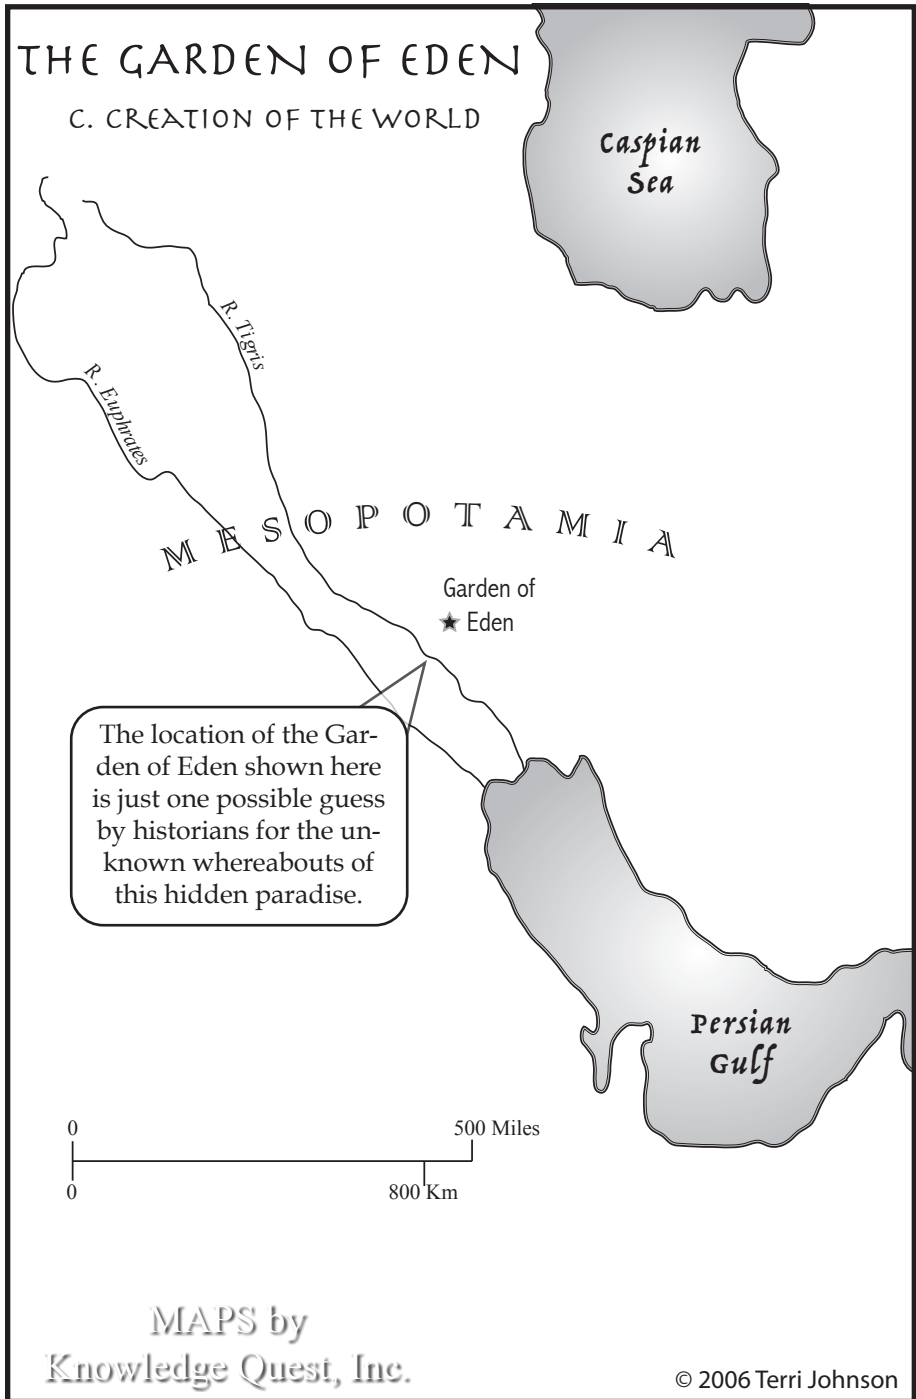 THE GARDEN OF EDEN
C. CREATION OF THE WORLD
Caspian
Sea
R. Tigris
R. Euphrates
MESOPOTAMIA
Garden of
Eden
The location of the Gar-
den of Eden shown here
is just one possible guess
by historians for the un-
known whereabouts of
this hidden paradise.
Persian
Gulf
0
500 Miles
0
800 Km
MAPS by
Knowledge Quest, Inc.
© 2006 Terri Johnson